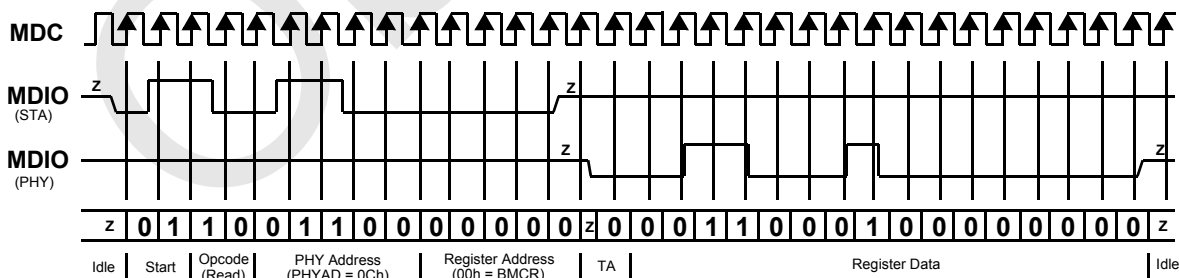 MDC
z
MDIO
(STA)
z
MDIO
(PHY)
z
z
z 0 1 1 0 0 1 1 0 0 0 0 0 0 0 z 0 0 0 1 1 0 0 0 1 0 0 0 0 0 0 0 0 z
Idle Start Opcode (Read) PHY Address (PHYAD = 0Ch) Register Address (00h = BMCR) TA Register Data Idle